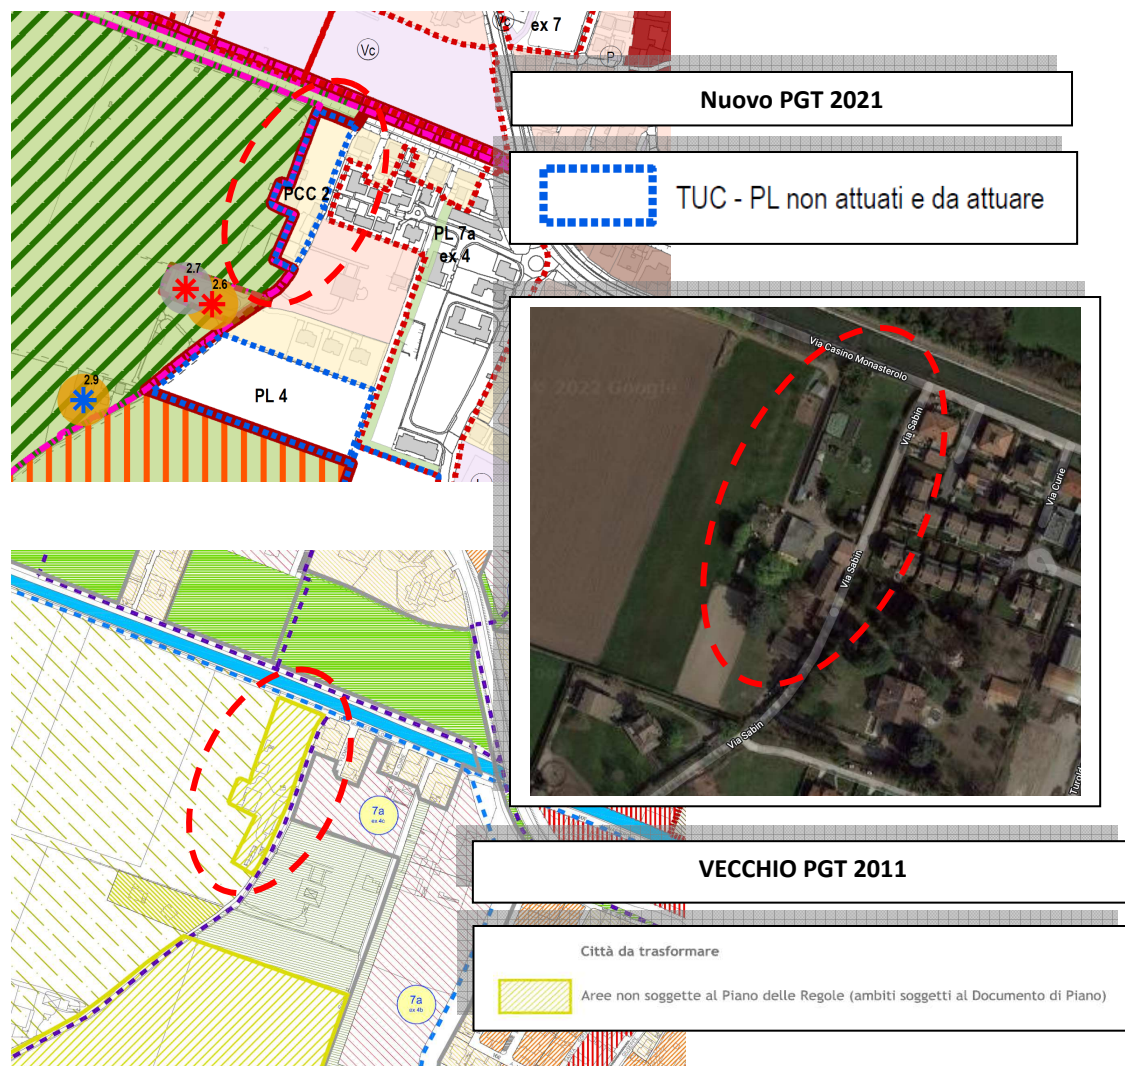 ex 7
Vc
P
Nuovo PGT 2021
TUC - PL non attuati e da attuare
PCC 2
PL 7a
ex 4
2.7
2.6
2.9
PL 4
Via Casino Monasterolo
Via Sabin
Via Curie
Via Sabin
Via Sabin
7a
ex 4c
VECCHIO PGT 2011
Città da trasformare
Aree non soggette al Piano delle Regole (ambiti soggetti al Documento di Piano)
7a
ex 4b